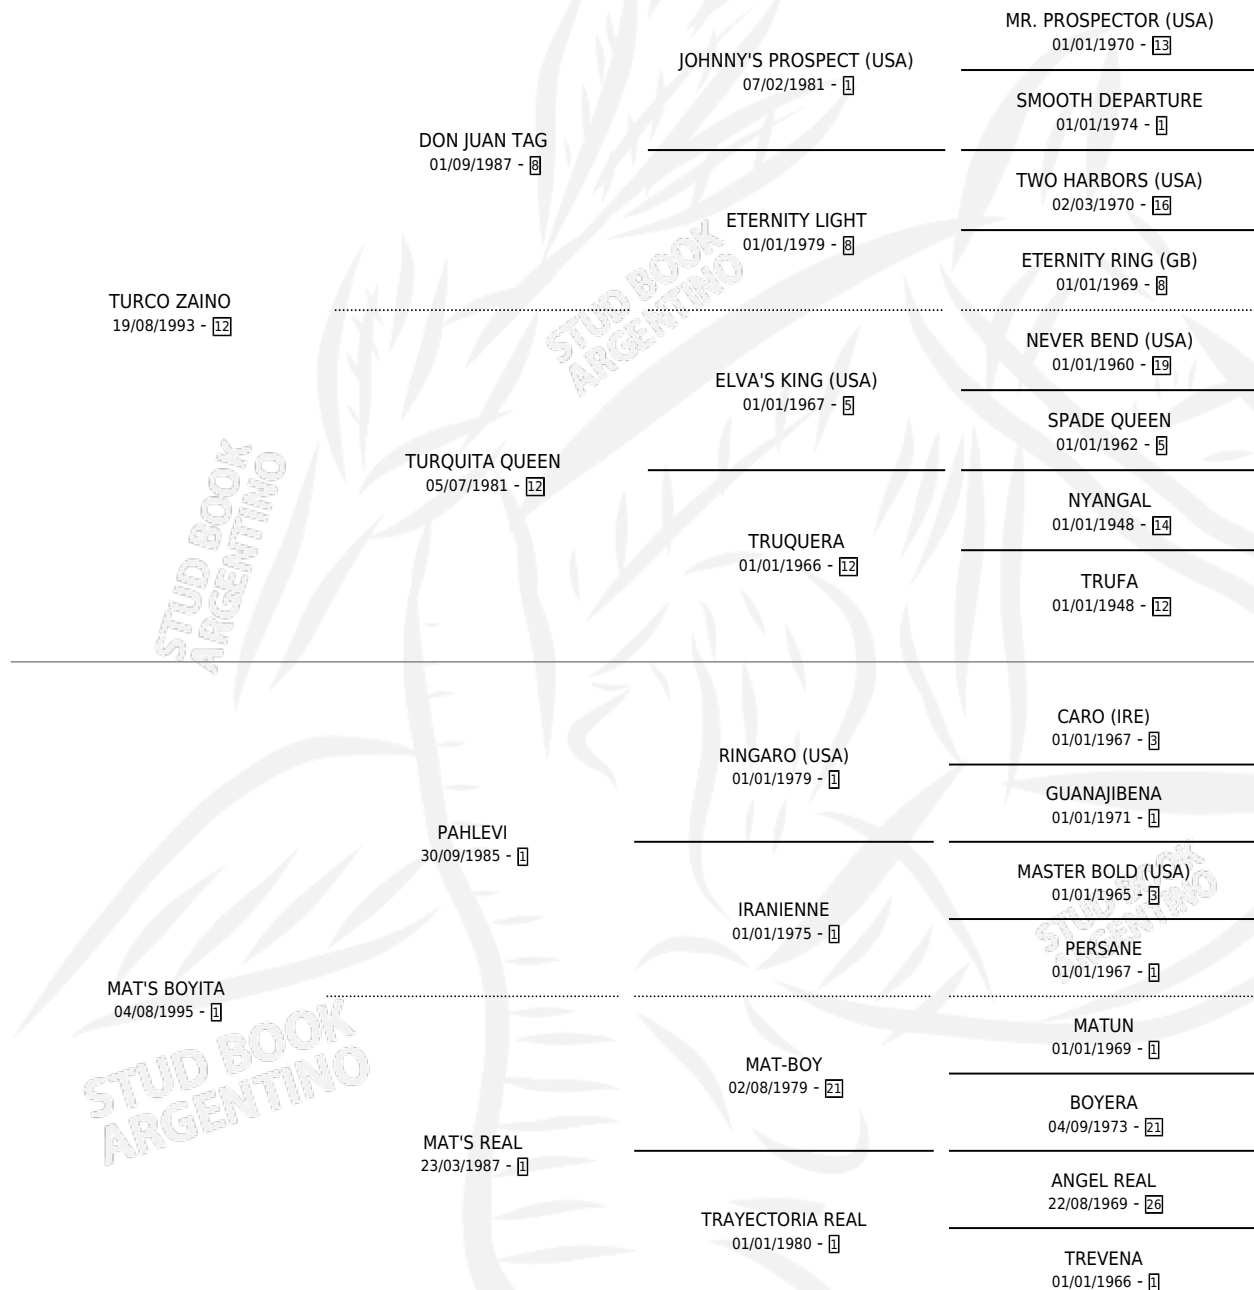 MR. PROSPECTOR (USA)
01/01/1970 - 13
JOHNNY'S PROSPECT (USA)
07/02/1981 - 1
SMOOTH DEPARTURE
01/01/1974 - 1
DON JUAN TAG
01/09/1987 - 8
TWO HARBORS (USA)
02/03/1970 - 16
ETERNITY LIGHT
01/01/1979 - 8
ETERNITY RING (GB)
01/01/1969 - 8
TURCO ZAINO
19/08/1993 - 12
NEVER BEND (USA)
01/01/1960 - 19
ELVA'S KING (USA)
01/01/1967 - 5
SPADE QUEEN
01/01/1962 - 5
TURQUITA QUEEN
05/07/1981 - 12
NYANGAL
01/01/1948 - 14
TRUQUERA
01/01/1966 - 12
TRUFA
01/01/1948 - 12
CARO (IRE)
01/01/1967 - 3
RINGARO (USA)
01/01/1979 - 1
GUANAJIBENA
01/01/1971 - 1
PAHLEVI
30/09/1985 - 1
MASTER BOLD (USA)
01/01/1965 - 3
IRANIENNE
01/01/1975 - 1
PERSANE
01/01/1967 - 1
MAT'S BOYITA
04/08/1995 - 1
MATUN
01/01/1969 - 1
MAT-BOY
02/08/1979 - 21
BOYERA
04/09/1973 - 21
MAT'S REAL
23/03/1987 - 1
ANGEL REAL
22/08/1969 - 26
TRAYECTORIA REAL
01/01/1980 - 1
TREVENA
01/01/1966 - 1
STUD BOOK
ARGENTINO
STUD BOOK
ARGENTINO
STUD BOOK
ARGENTINO
STUD BOOK
ARGENTINO